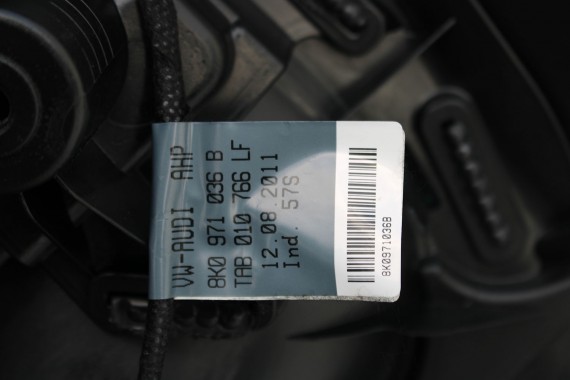 VW-AUDI AHP
8K0 971 036 B
TAB 010 766 LF
12.08.2011
Ind. 57S
8K0971036B